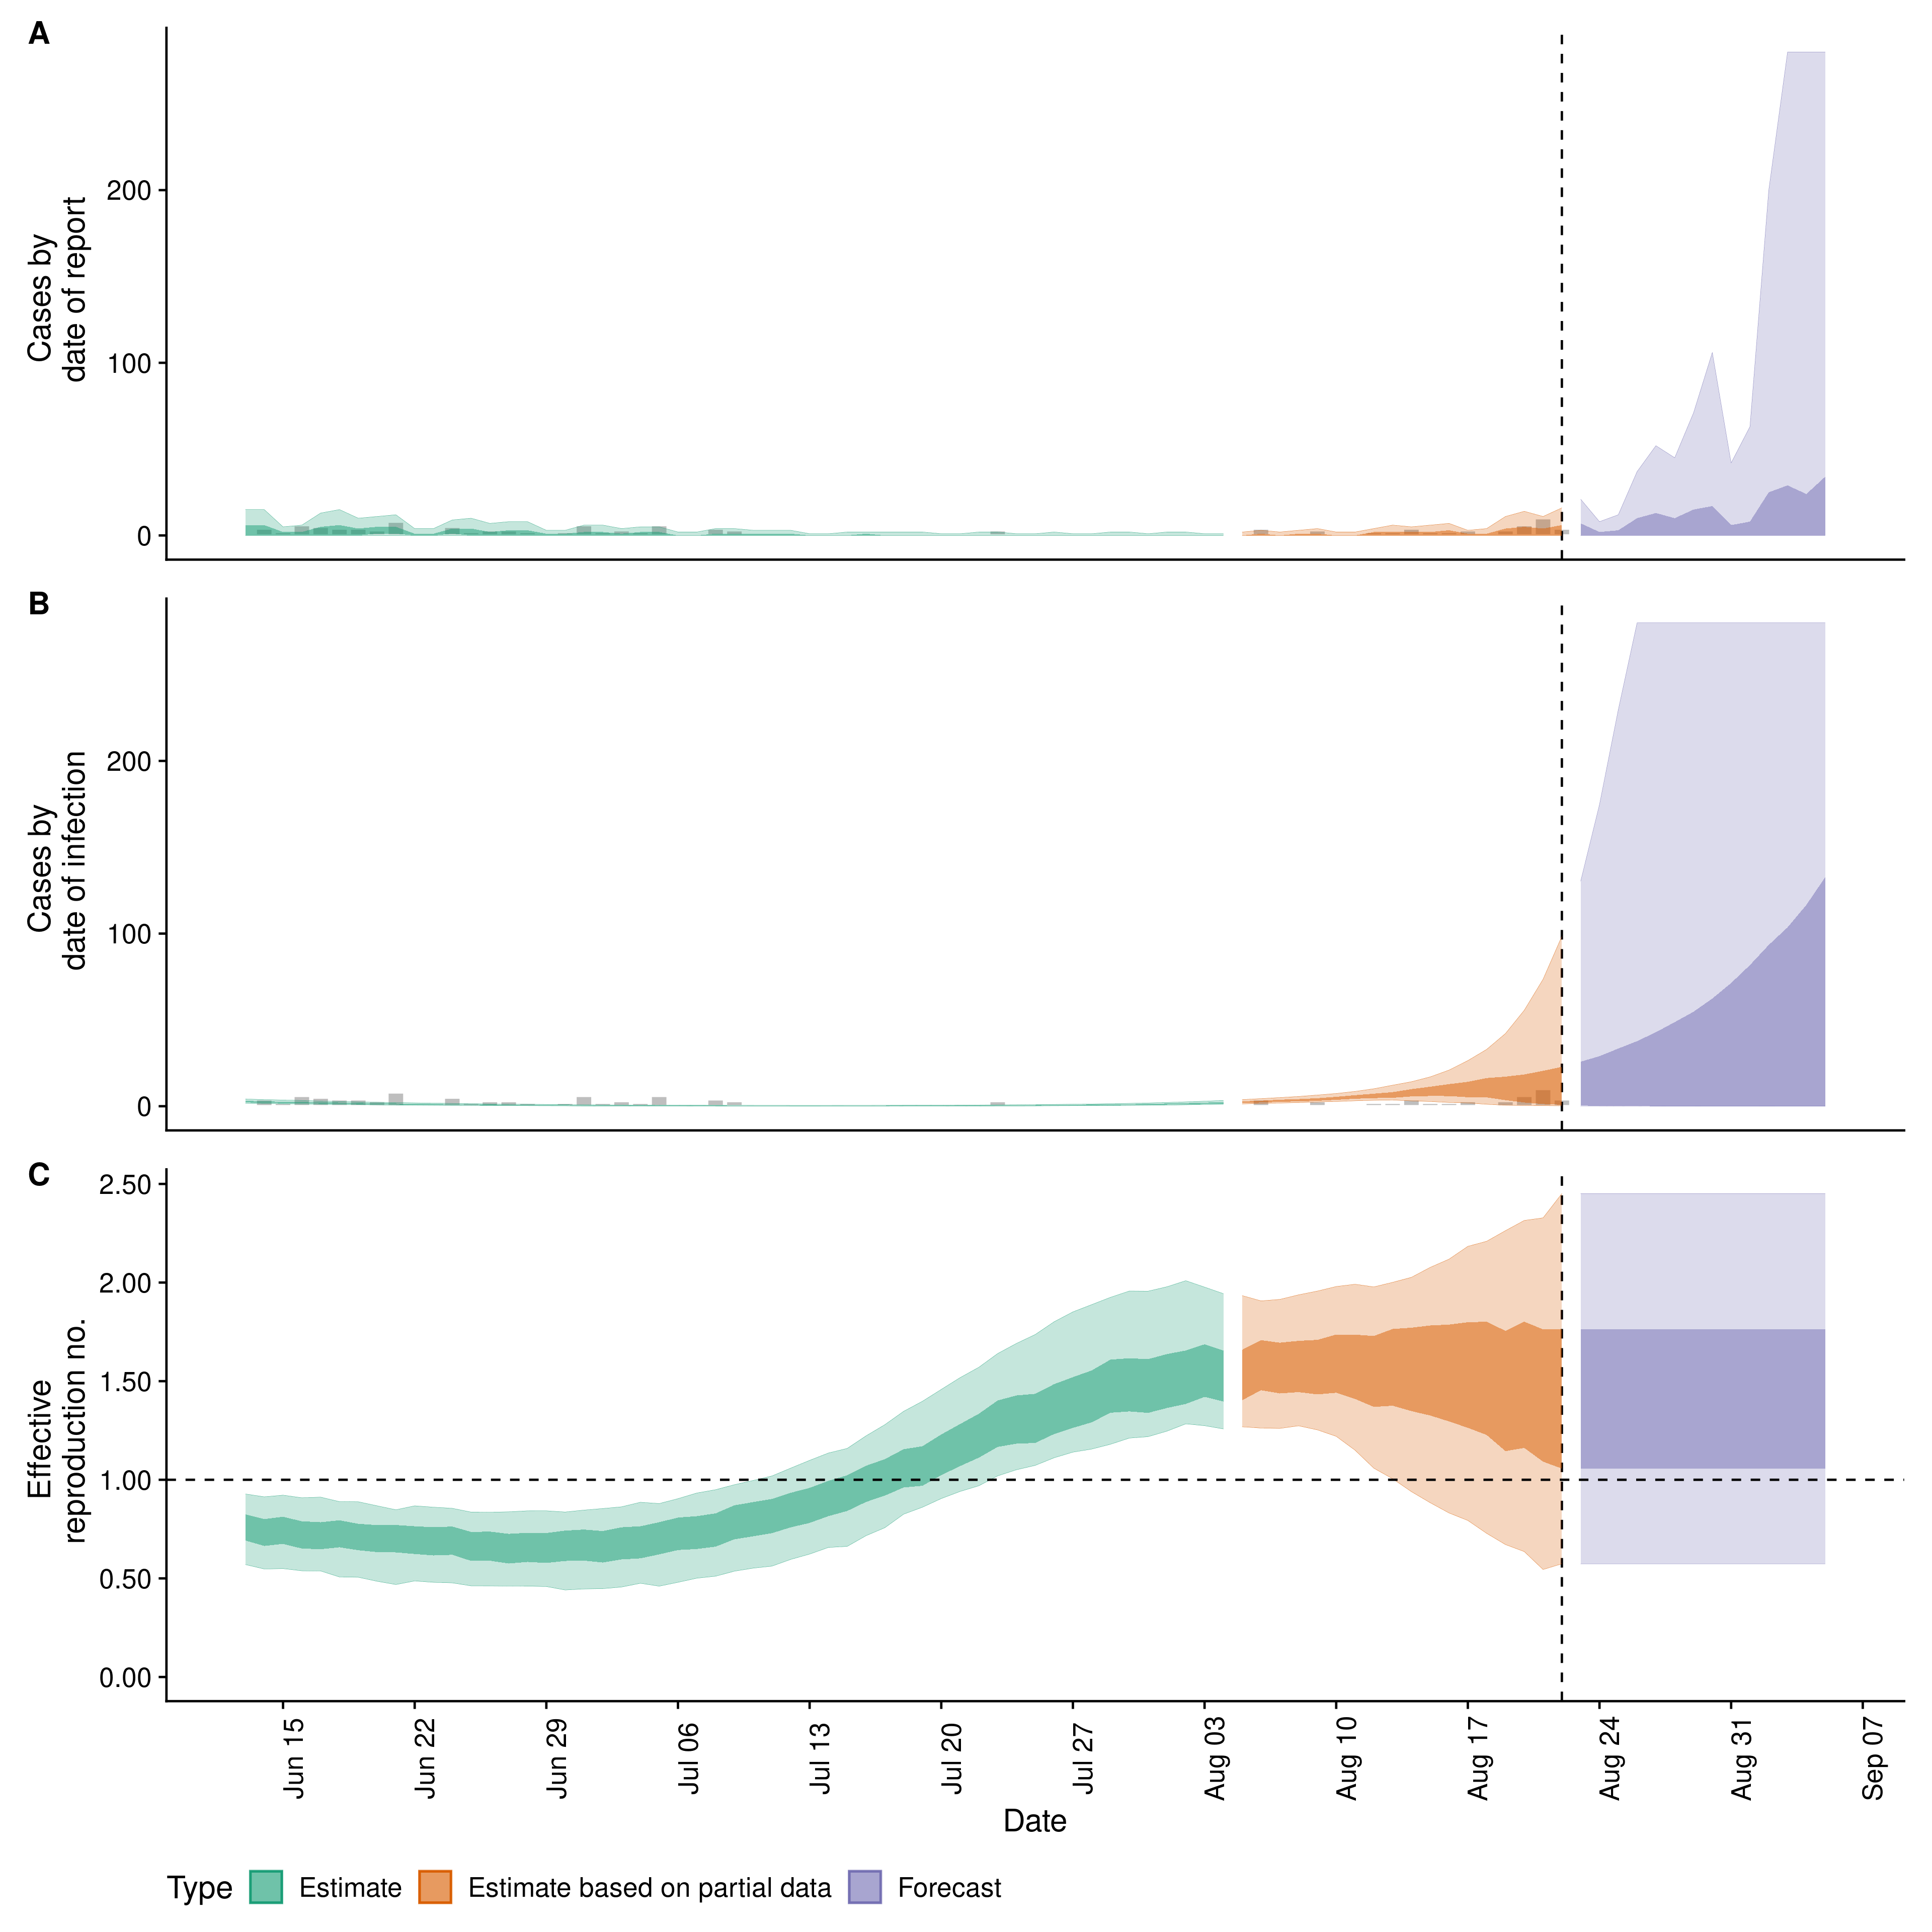 A
Cases by
date of report
200
100
0
B
Cases by
date of infection
200
100
0
C
Effective
reproduction no.
2.50
2.00
1.50
1.00
0.50
0.00
Jun 15
Jun 22
Jun 29
Jul 06
Jul 13
Jul 20
Jul 27
Aug 03
Aug 10
Aug 17
Aug 24
Aug 31
Sep 07
Date
Type Estimate Estimate based on partial data Forecast